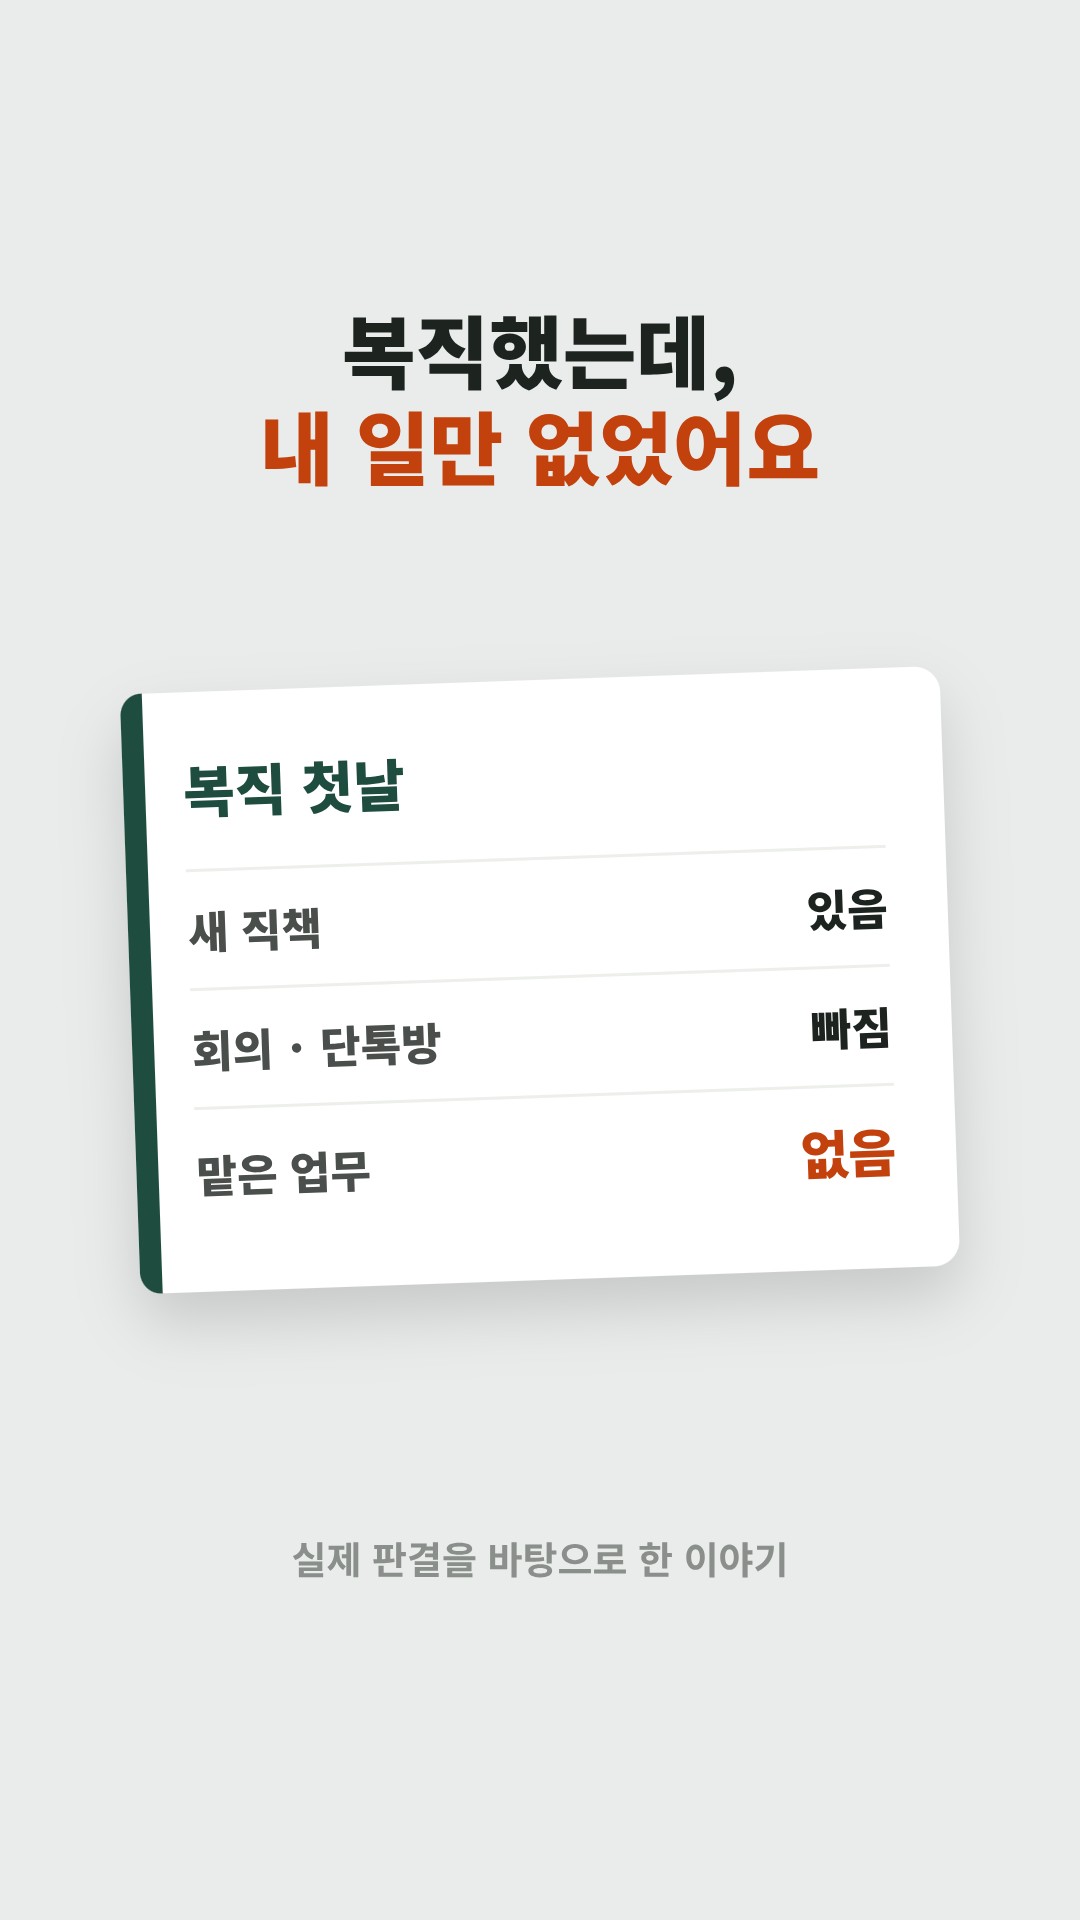 복직했는데,
내 일만 없었어요
복직 첫날
새 직책 있음
회의 · 단톡방 빠짐
맡은 업무 없음
실제 판결을 바탕으로 한 이야기